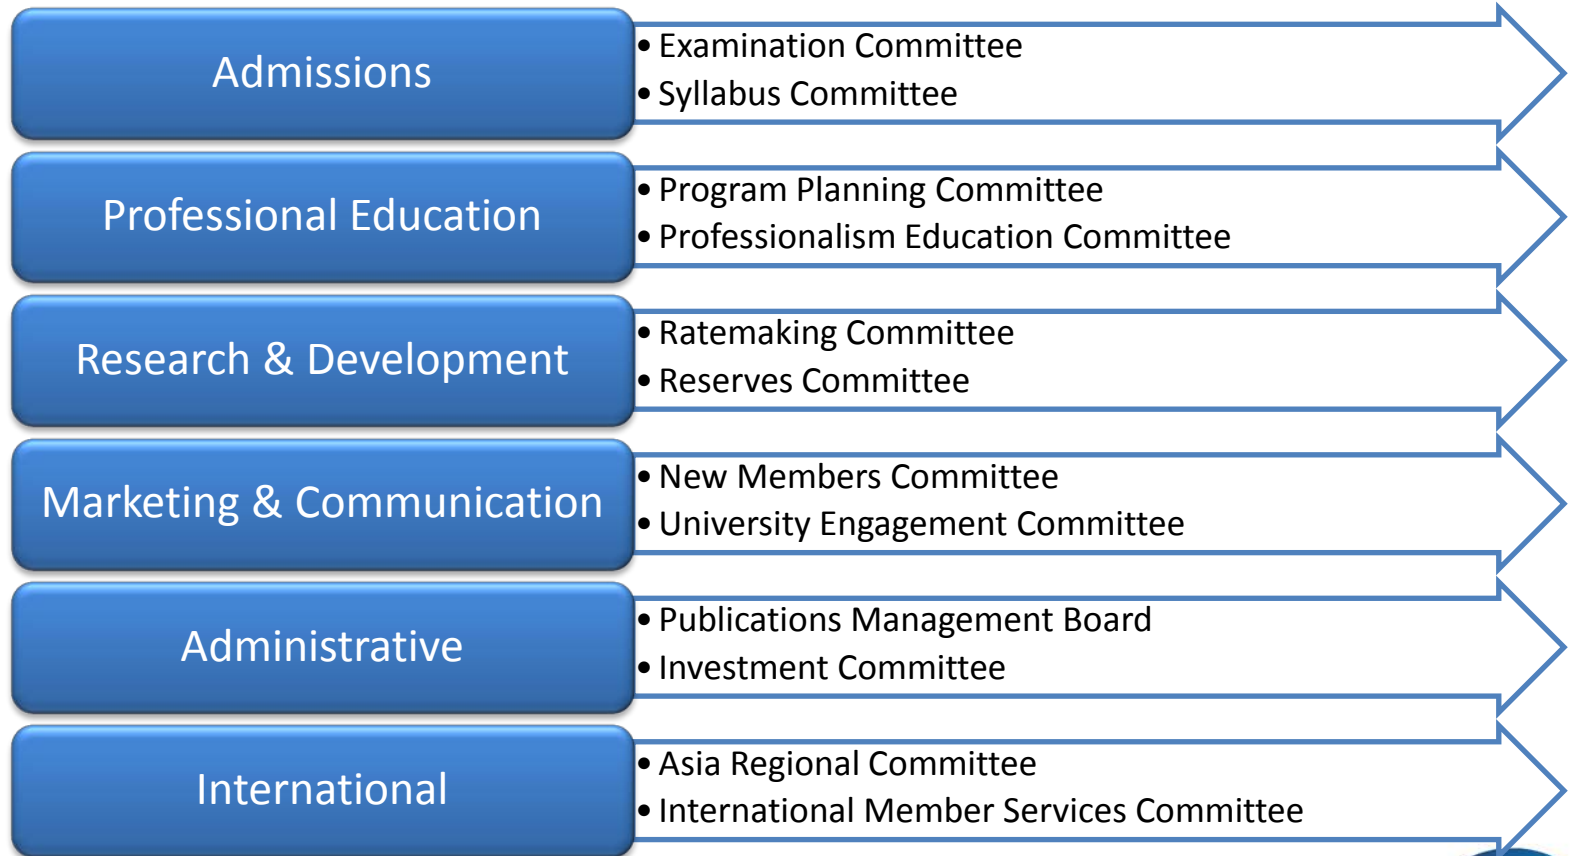 Admissions
• Examination Committee
• Syllabus Committee
Professional Education
• Program Planning Committee
• Professionalism Education Committee
Research & Development
• Ratemaking Committee
• Reserves Committee
Marketing & Communication
• New Members Committee
• University Engagement Committee
Administrative
• Publications Management Board
• Investment Committee
International
• Asia Regional Committee
• International Member Services Committee